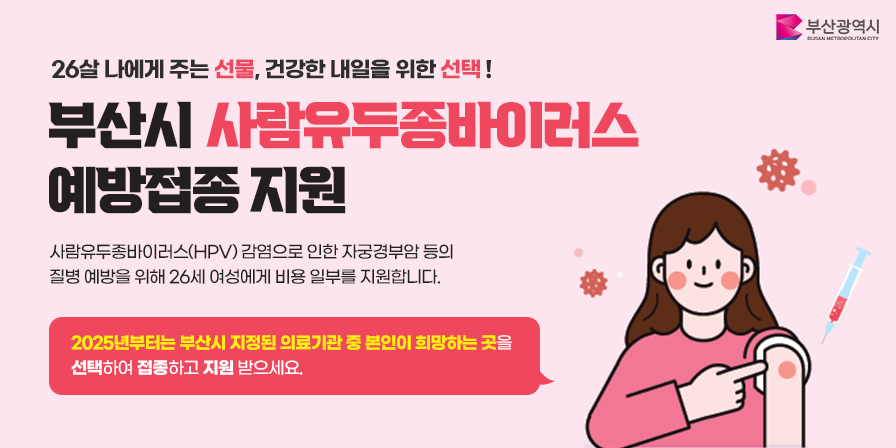 부산광역시
BUSAN METROPOLITAN CITY
26살 나에게 주는 선물, 건강한 내일을 위한 선택 !
부산시 사람유두종바이러스
예방접종 지원
사람유두종바이러스(HPV) 감염으로 인한 자궁경부암 등의
질병 예방을 위해 26세 여성에게 비용 일부를 지원합니다.
2025년부터는 부산시 지정된 의료기관 중 본인이 희망하는 곳을
선택하여 접종하고 지원 받으세요.